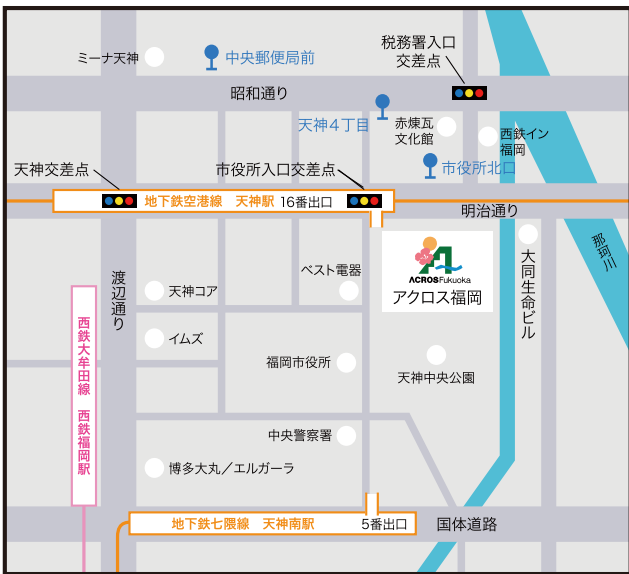 ミーナ天神
中央郵便局前
税務署入口
交差点
昭和通り
天神4丁目
赤煉瓦
文化館
西鉄イン
福岡
天神交差点
市役所入口交差点
市役所北口
地下鉄空港線 天神駅 16番出口
明治通り
那珂川
渡辺通り
ACROS Fukuoka
アクロス福岡
大同生命ビル
ベスト電器
天神コア
イムズ
福岡市役所
天神中央公園
西鉄大牟田線 西鉄福岡駅
中央警察署
博多大丸/エルガーラ
地下鉄七隈線 天神南駅 5番出口
国体道路